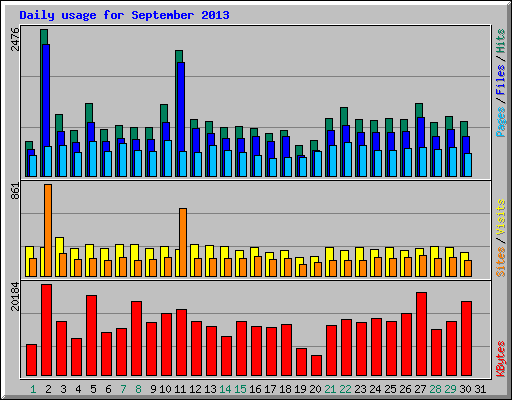 Daily usage for September 2013
2476
Pages / Files / Hits
861
Sites / Visits
20184
KBytes
1 2 3 4 5 6 7 8 9 10 11 12 13 14 15 16 17 18 19 20 21 22 23 24 25 26 27 28 29 30 31